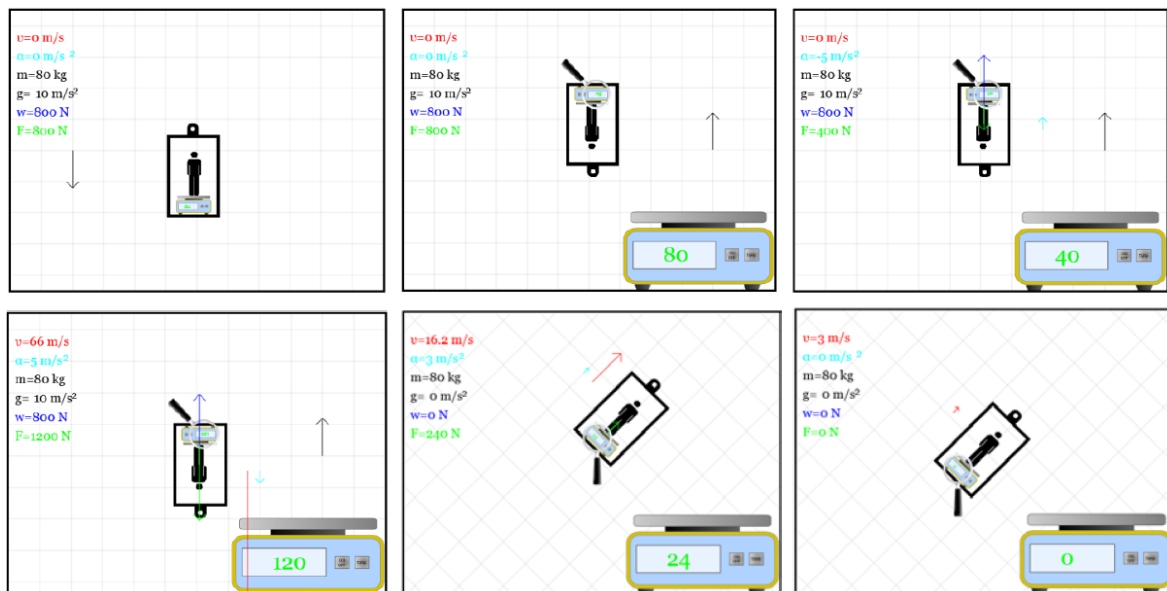 υ=0 m/s
α=0 m/s ²
m=80 kg
g= 10 m/s²
w=800 N
F=800 N
υ=0 m/s
α=0 m/s ²
m=80 kg
g= 10 m/s²
w=800 N
F=800 N
80
υ=0 m/s
α=-5 m/s²
m=80 kg
g= 10 m/s²
w=800 N
F=400 N
40
υ=66 m/s
α=5 m/s²
m=80 kg
g= 10 m/s²
w=800 N
F=1200 N
120
υ=16.2 m/s
α=3 m/s²
m=80 kg
g= 0 m/s²
w=0 N
F=240 N
24
υ=3 m/s
α=0 m/s ²
m=80 kg
g= 0 m/s²
w=0 N
F=0 N
0